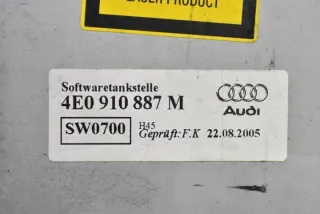 LASER PRODUCT
Softwaretankstelle
4E0 910 887 M
Audi
SW0700
H45
Geprüft: F.K 22.08.2005